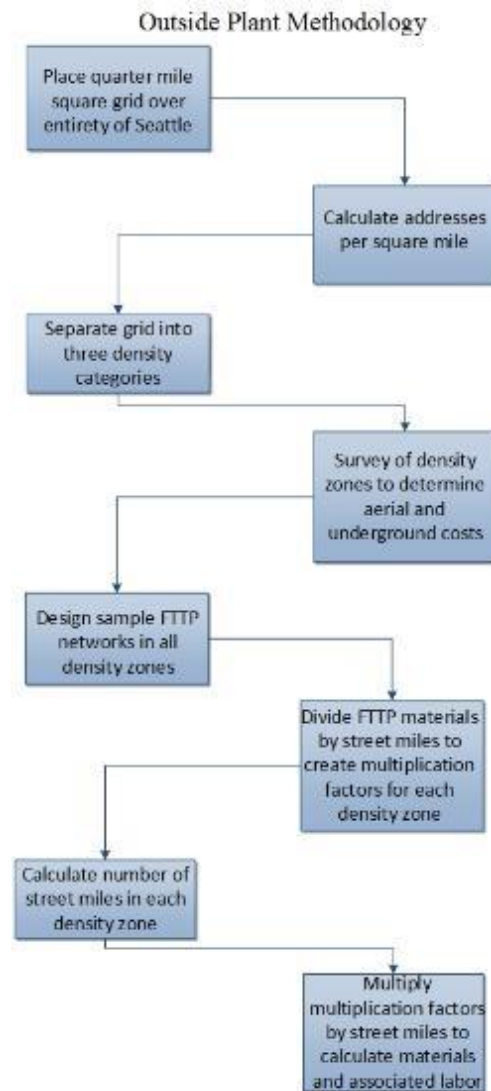 Outside Plant Methodology
Place quarter mile
square grid over
entirety of Seattle
Calculate addresses
per square mile
Separate grid into
three density
categories
Survey of density
zones to determine
aerial and
underground costs
Design sample FTTP
networks in all
density zones
Divide FTTP materials
by street miles to
create multiplication
factors for each
density zone
Calculate number of
street miles in each
density zone
Multiply
multiplication factors
by street miles to
calculate materials
and associated labor